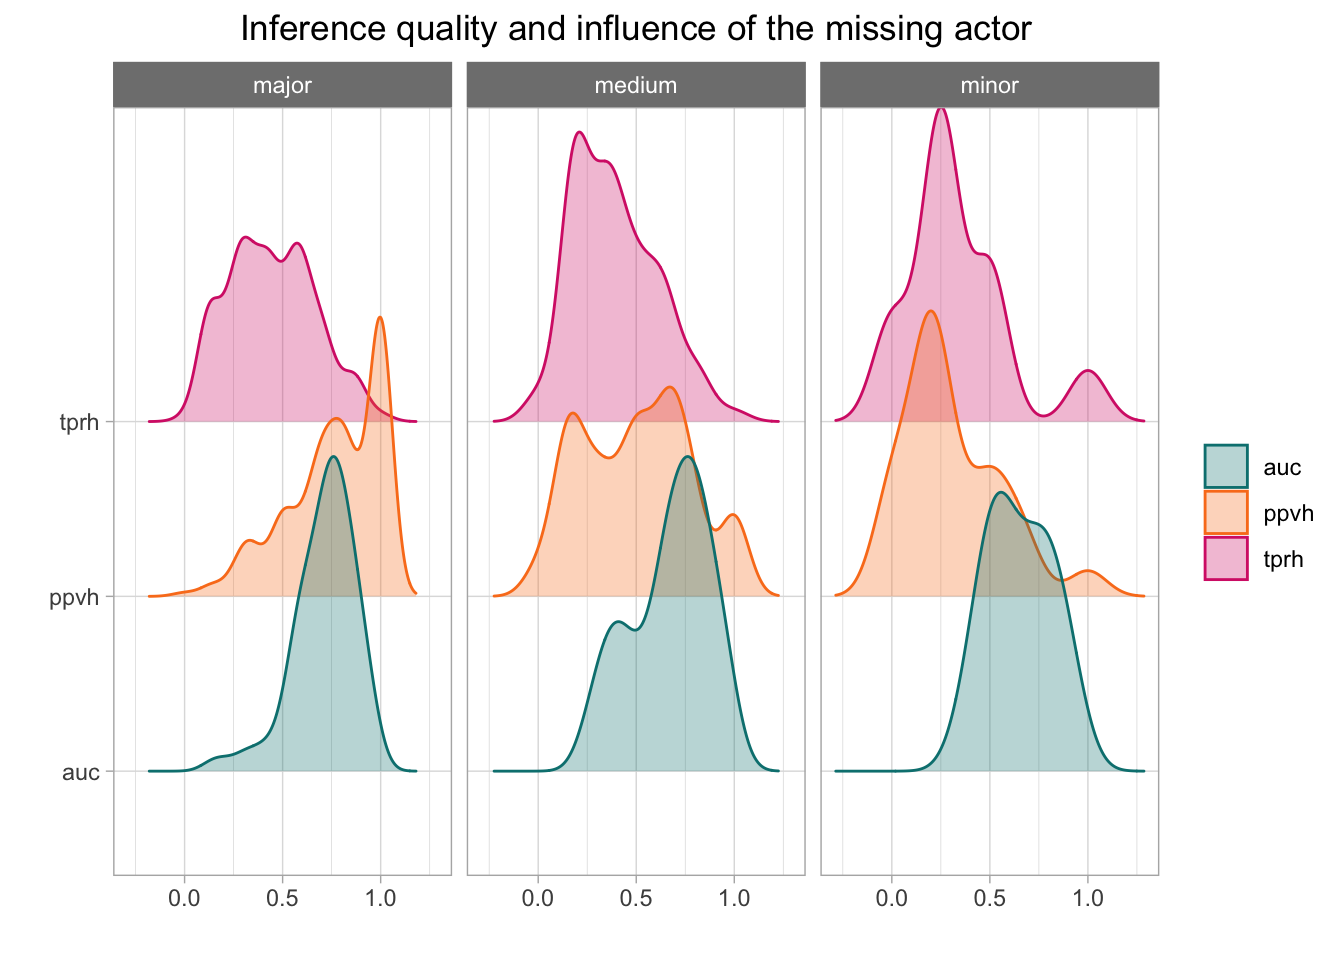 Inference quality and influence of the missing actor
major medium minor
tprh
ppvh
auc
0.0 0.5 1.0 0.0 0.5 1.0 0.0 0.5 1.0
auc
ppvh
tprh